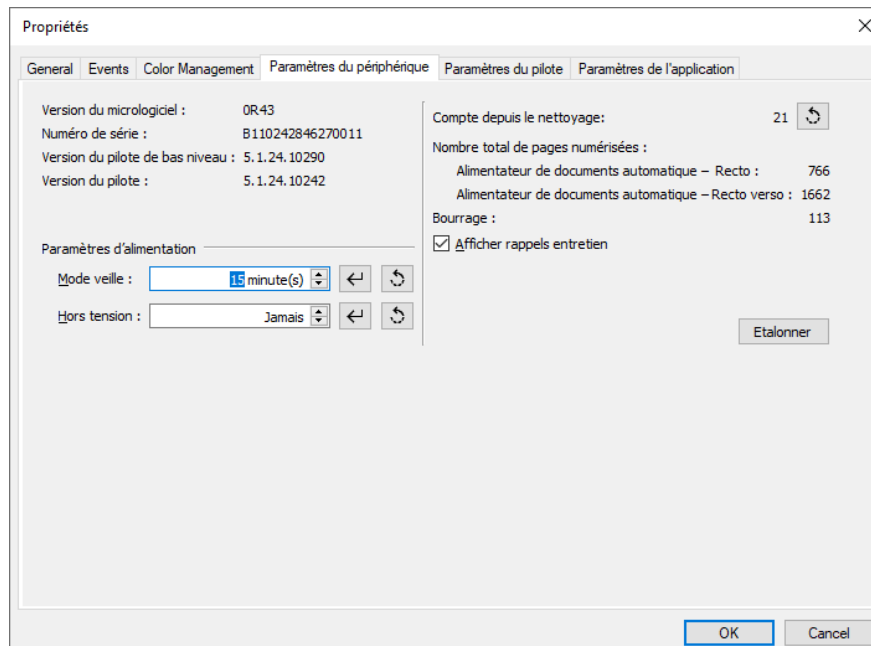 Propriétés
General Events Color Management Paramètres du périphérique Paramètres du pilote Paramètres de l'application
Version du micrologiciel : 0R43
Numéro de série : B110242846270011
Version du pilote de bas niveau : 5.1.24.10290
Version du pilote : 5.1.24.10242
Paramètres d'alimentation
Mode veille : 15 minute(s)
Hors tension : Jamais
Compte depuis le nettoyage: 21
Nombre total de pages numérisées :
Alimentateur de documents automatique – Recto : 766
Alimentateur de documents automatique – Recto verso : 1662
Bourrage : 113
Afficher rappels entretien
Etalonner
OK Cancel